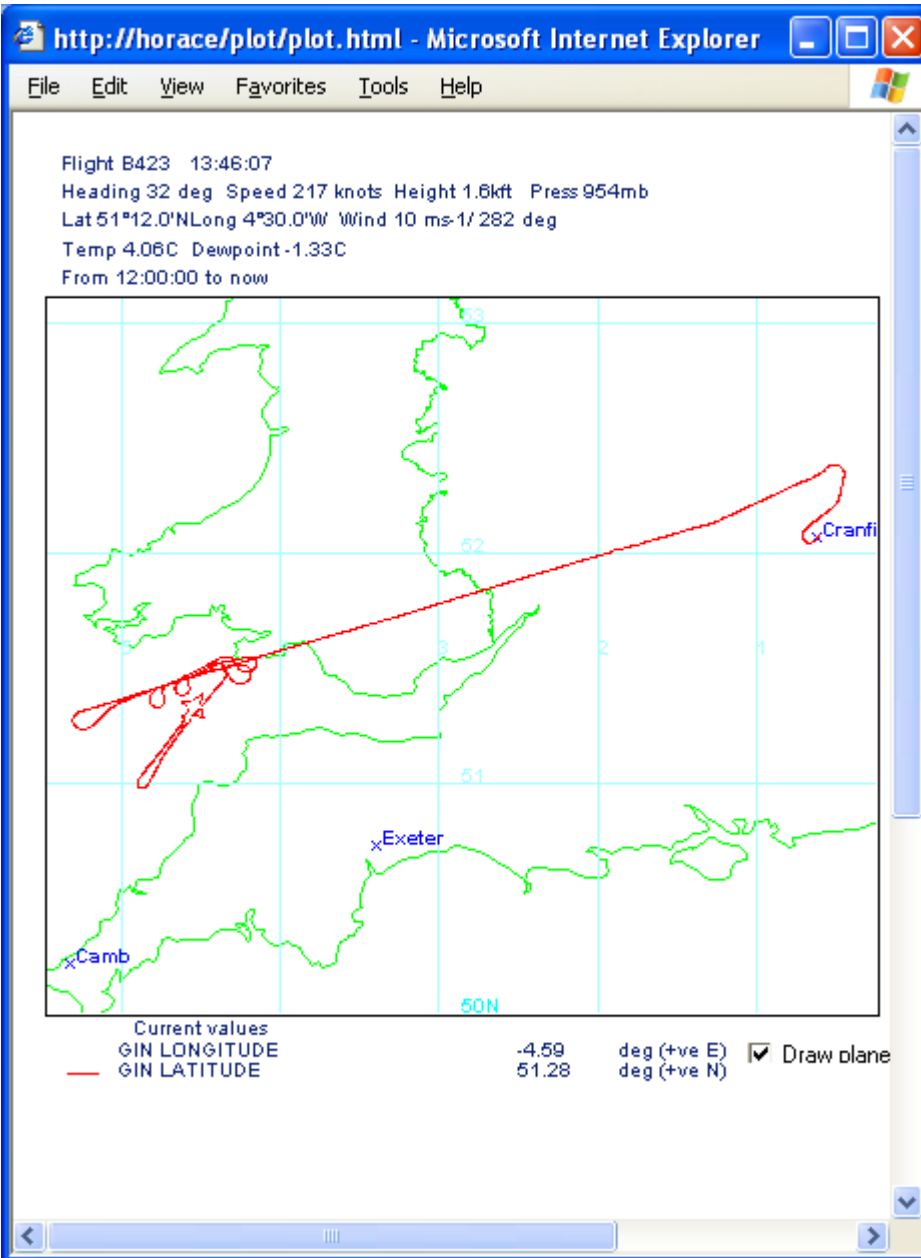 http://horace/plot/plot.html - Microsoft Internet Explorer
File Edit View Favorites Tools Help
Flight B423 13:46:07
Heading 32 deg Speed 217 knots Height 1.6kft Press 954mb
Lat 51°12.0'NLong 4°30.0'W Wind 10 ms-1/ 282 deg
Temp 4.06C Dewpoint -1.33C
From 12:00:00 to now
53
Cranfi
52
5 3 2 1
51
Exeter
Camb
50N
Current values
GIN LONGITUDE -4.59 deg (+ve E) Draw plane
GIN LATITUDE 51.28 deg (+ve N)